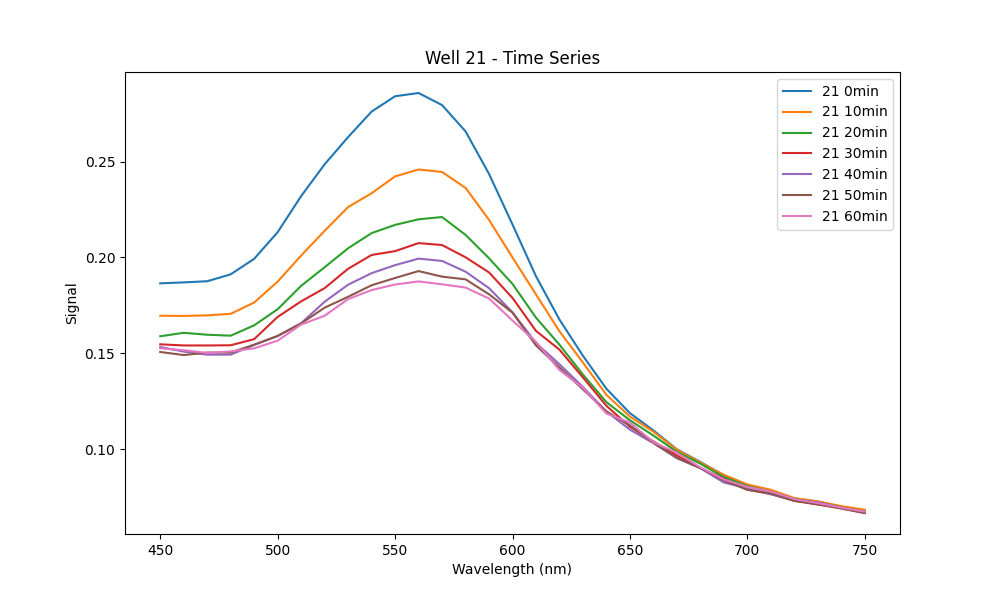 Well 21 - Time Series
21 0min
21 10min
21 20min
21 30min
21 40min
21 50min
21 60min
Signal
0.25
0.20
0.15
0.10
450 500 550 600 650 700 750
Wavelength (nm)